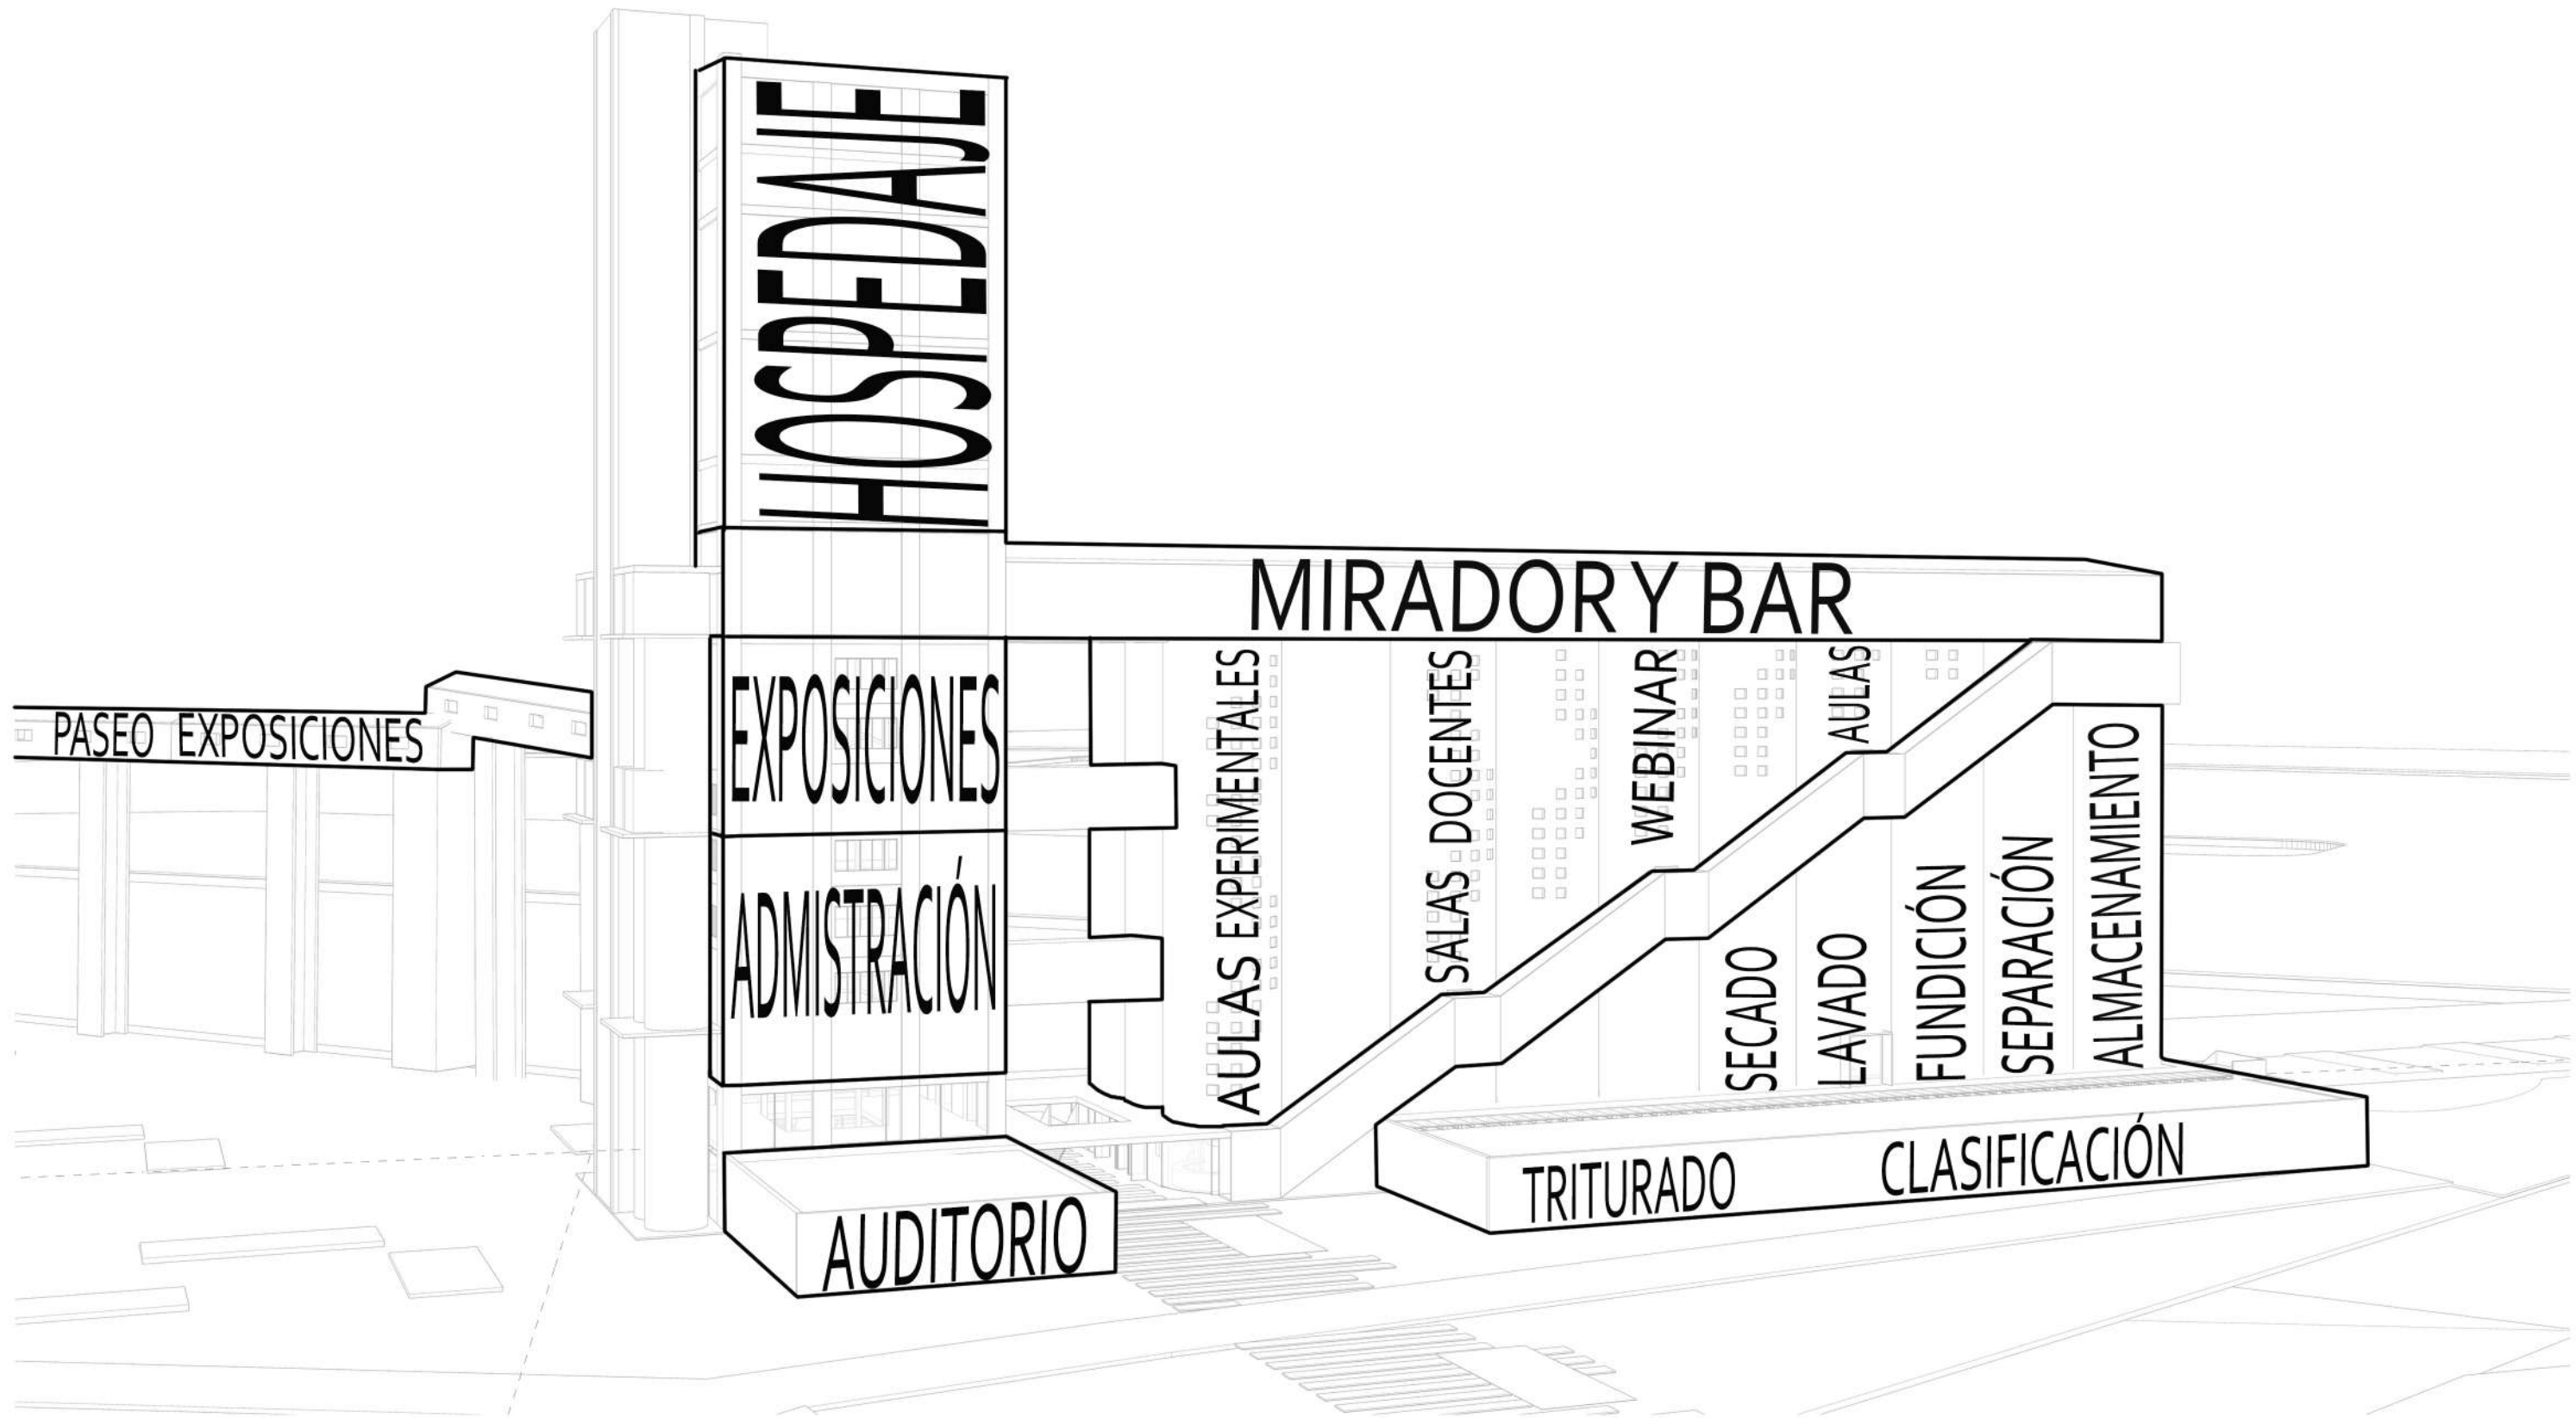 HOSPEDAJE
MIRADOR Y BAR
PASEO EXPOSICIONES
EXPOSICIONES
ADMISTRACIÓN
AULAS EXPERIMENTALES
SALAS DOCENTES
WEBINAR
AULAS
SECADO
LAVADO
FUNDICIÓN
SEPARACIÓN
ALMACENAMIENTO
AUDITORIO
TRITURADO CLASIFICACIÓN